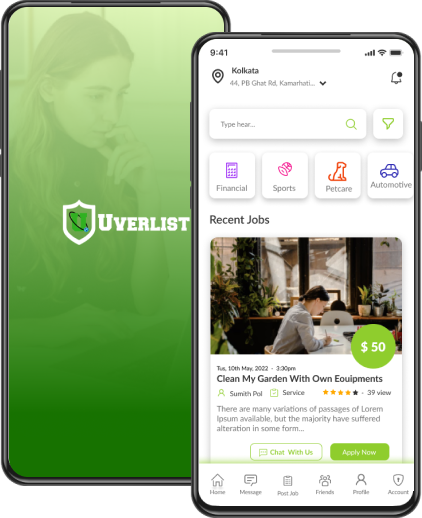 UVERLIST
9:41
Kolkata
44, PB Ghat Rd, Kamarhati...
Type hear...
Financial
Sports
Petcare
Automotive
Recent Jobs
$ 50
Tus, 10th May, 2022 - 3:30pm
Clean My Garden With Own Eouipments
Sumith Pol
Service
- 39 view
There are many variations of passages of Lorem
Ipsum available, but the majority have suffered
alteration in some form...
Chat With Us
Apply Now
Home
Message
Post Job
Friends
Profile
Account